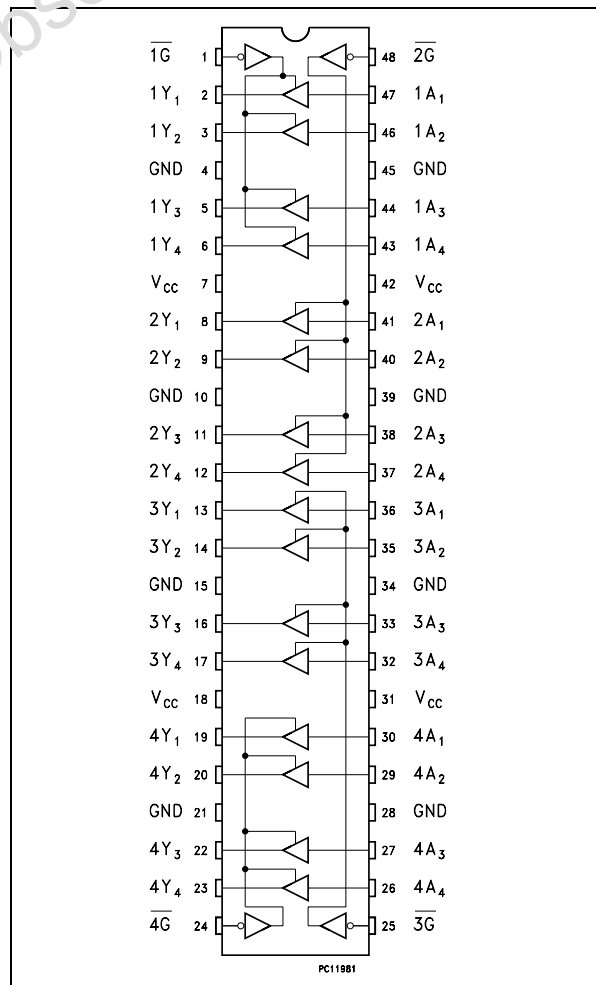 obs
1G 1 48 2G
1Y1 2 47 1A1
1Y2 3 46 1A2
GND 4 45 GND
1Y3 5 44 1A3
1Y4 6 43 1A4
VCC 7 42 VCC
2Y1 8 41 2A1
2Y2 9 40 2A2
GND 10 39 GND
2Y3 11 38 2A3
2Y4 12 37 2A4
3Y1 13 36 3A1
3Y2 14 35 3A2
GND 15 34 GND
3Y3 16 33 3A3
3Y4 17 32 3A4
VCC 18 31 VCC
4Y1 19 30 4A1
4Y2 20 29 4A2
GND 21 28 GND
4Y3 22 27 4A3
4Y4 23 26 4A4
4G 24 25 3G
PC11981